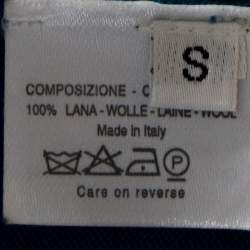 S
COMPOSIZIONE - C
100% LANA-WOLLE-LAINE-WOOL
Made in Italy
P
Care on reverse